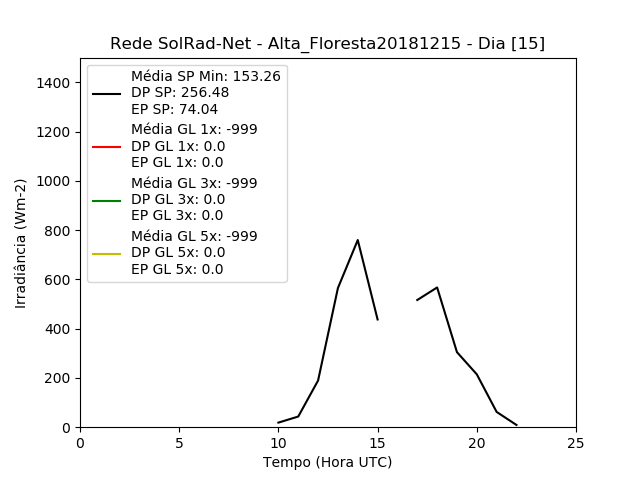 Rede SolRad-Net - Alta_Floresta20181215 - Dia [15]
Média SP Min: 153.26
DP SP: 256.48
EP SP: 74.04
Média GL 1x: -999
DP GL 1x: 0.0
EP GL 1x: 0.0
Média GL 3x: -999
DP GL 3x: 0.0
EP GL 3x: 0.0
Média GL 5x: -999
DP GL 5x: 0.0
EP GL 5x: 0.0
Irradiância (Wm-2)
1400
1200
1000
800
600
400
200
0
0 5 10 15 20 25
Tempo (Hora UTC)